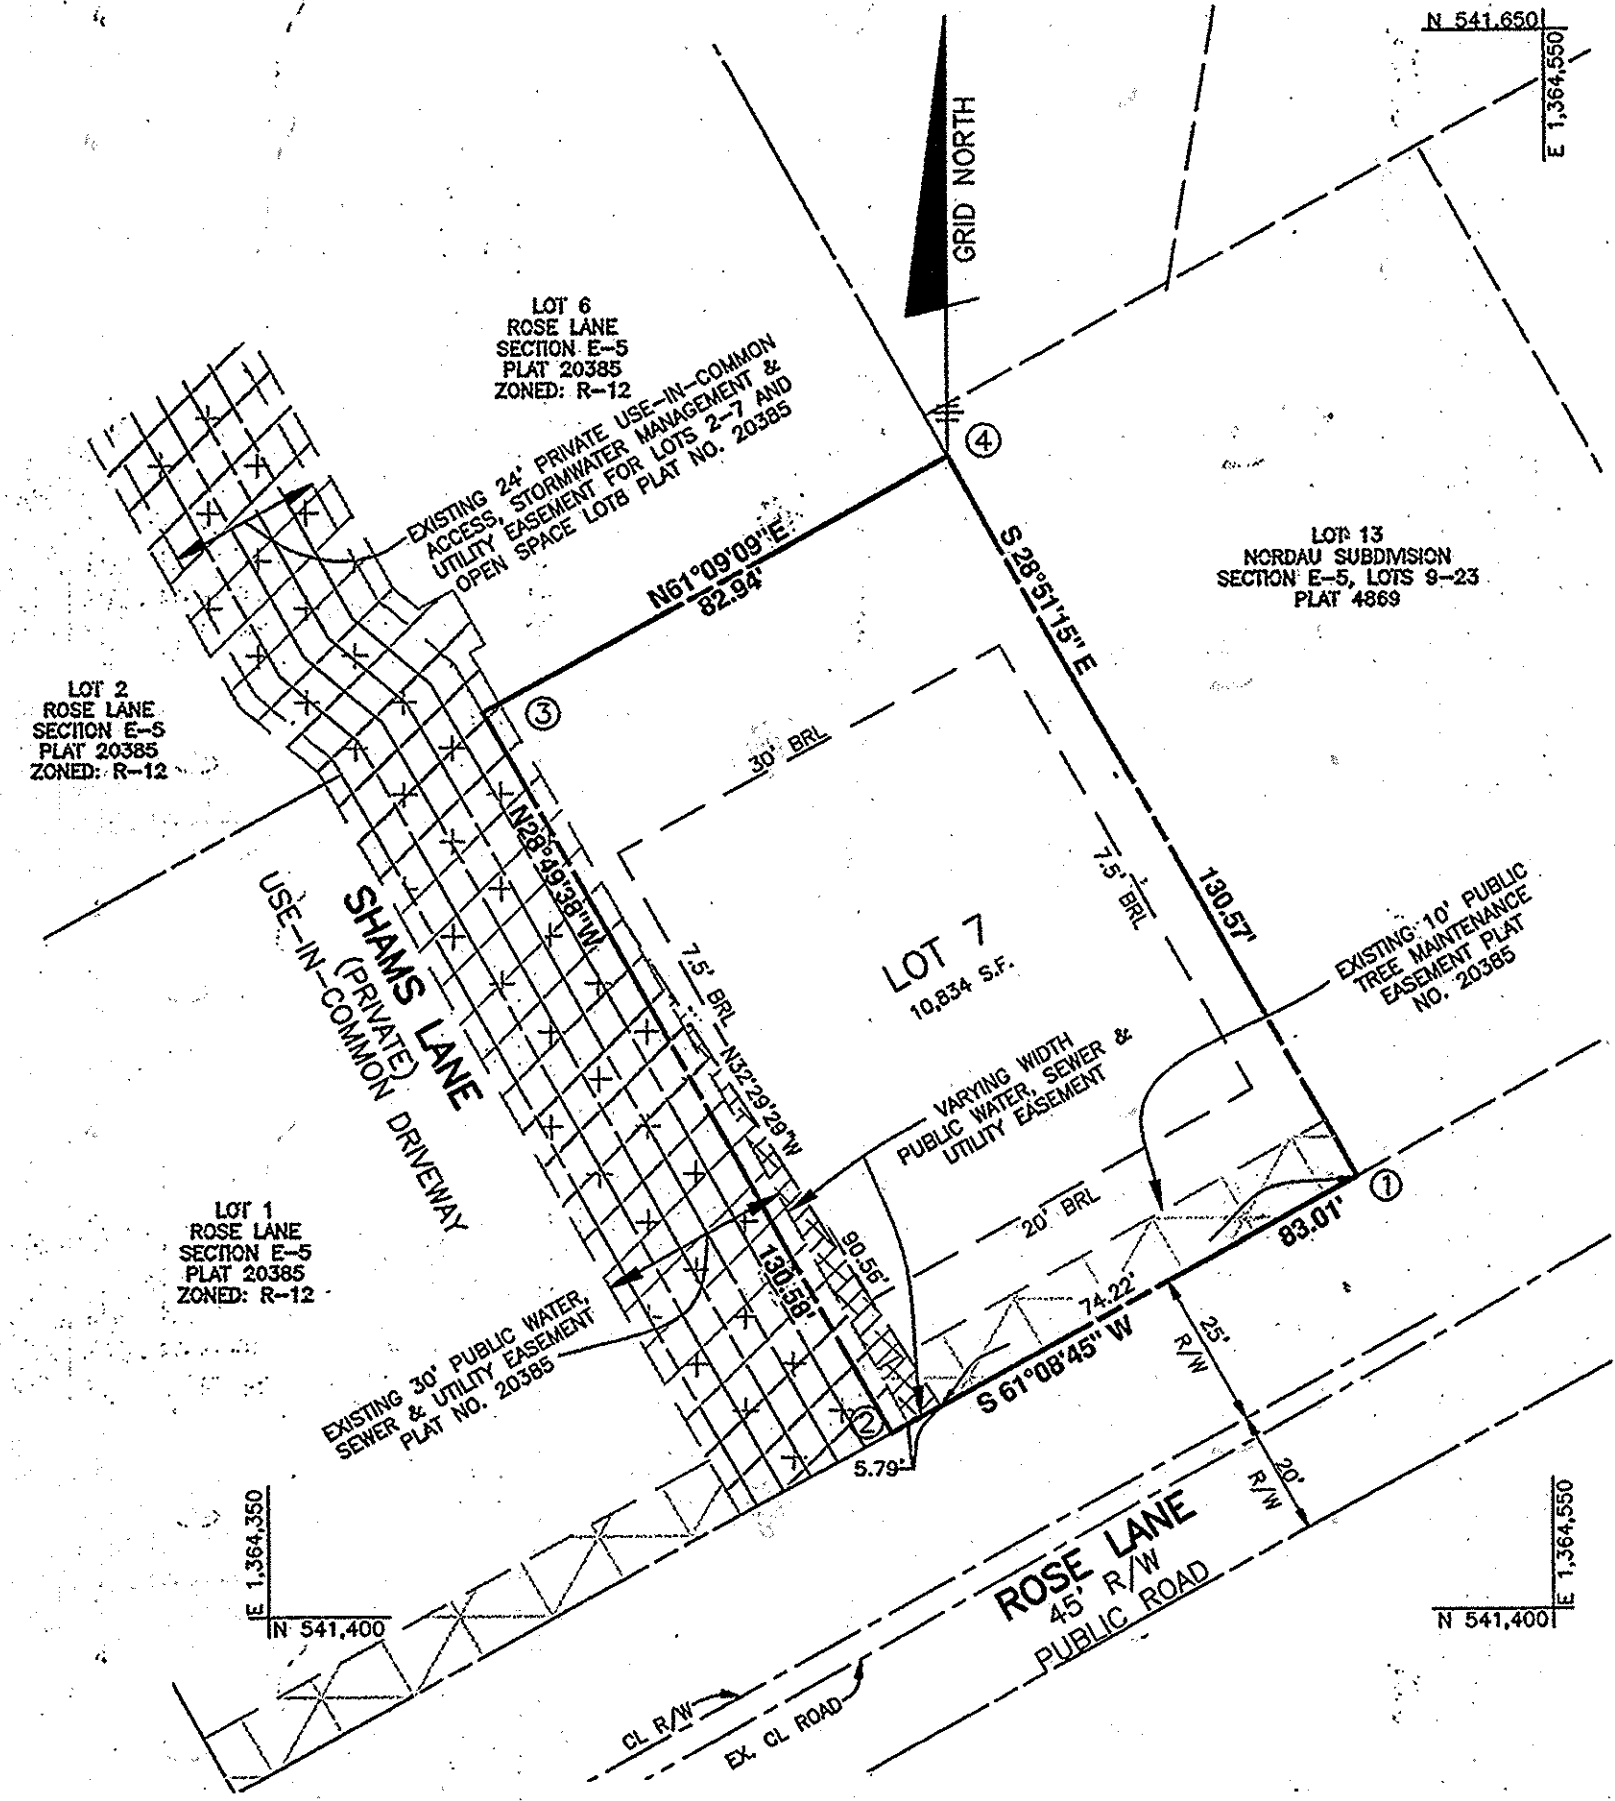 N 541,650
E 1,364,550
GRID NORTH
LOT 6
ROSE LANE
SECTION E-5
PLAT 20385
ZONED: R-12
EXISTING 24' PRIVATE USE-IN-COMMON
ACCESS, STORMWATER MANAGEMENT &
UTILITY EASEMENT FOR LOTS 2-7 AND
OPEN SPACE LOT8 PLAT NO. 20385
4
N61°09'09"E
82.94'
S 28°51'15" E
130.57'
LOT 13
NORDAU SUBDIVISION
SECTION E-5, LOTS 9-23
PLAT 4869
LOT 2
ROSE LANE
SECTION E-5
PLAT 20385
ZONED: R-12
3
30' BRL
N28°49'38"W
130.58'
7.5' BRL
7.5' BRL
SHAMS LANE
(PRIVATE)
USE-IN-COMMON DRIVEWAY
LOT 7
10,834 S.F.
EXISTING 10' PUBLIC
TREE MAINTENANCE
EASEMENT PLAT
NO. 20385
N32°29'29"W
90.56'
VARYING WIDTH
PUBLIC WATER, SEWER &
UTILITY EASEMENT
20' BRL
1
83.01'
74.22'
S 61°08'45" W
LOT 1
ROSE LANE
SECTION E-5
PLAT 20385
ZONED: R-12
EXISTING 30' PUBLIC WATER,
SEWER & UTILITY EASEMENT
PLAT NO. 20385
2
5.79'
25'
R/W
20'
R/W
ROSE LANE
45' R/W
PUBLIC ROAD
E 1,364,350
N 541,400
E 1,364,550
N 541,400
CL R/W
EX. CL ROAD